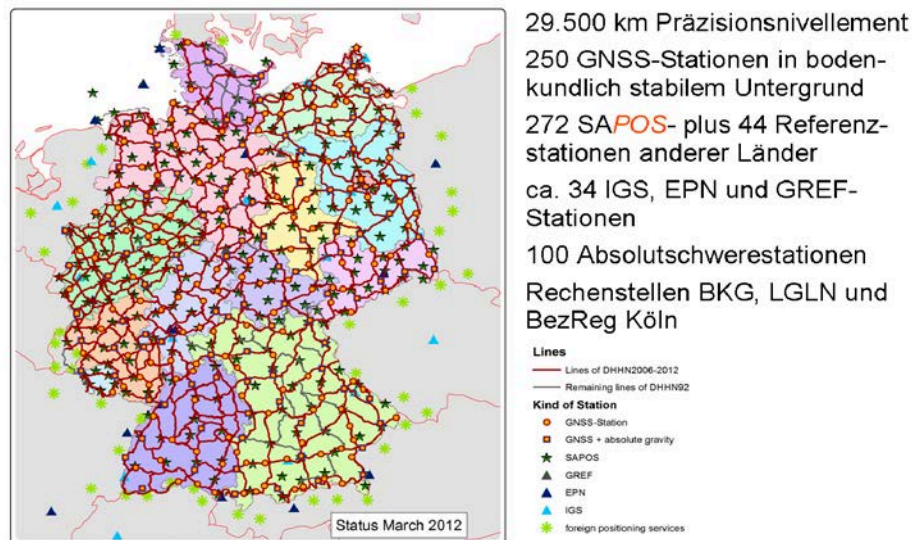 29.500 km Präzisionsnivellement
250 GNSS-Stationen in boden-
kundlich stabilem Untergrund
272 SAPOS- plus 44 Referenz-
stationen anderer Länder
ca. 34 IGS, EPN und GREF-
Stationen
100 Absolutschwerestationen
Rechenstellen BKG, LGLN und
BezReg Köln
Lines
Lines of DHHN2006-2012
Remaining lines of DHHN92
Kind of Station
GNSS-Station
GNSS + absolute gravity
SAPOS
GREF
EPN
IGS
foreign positioning services
Status March 2012